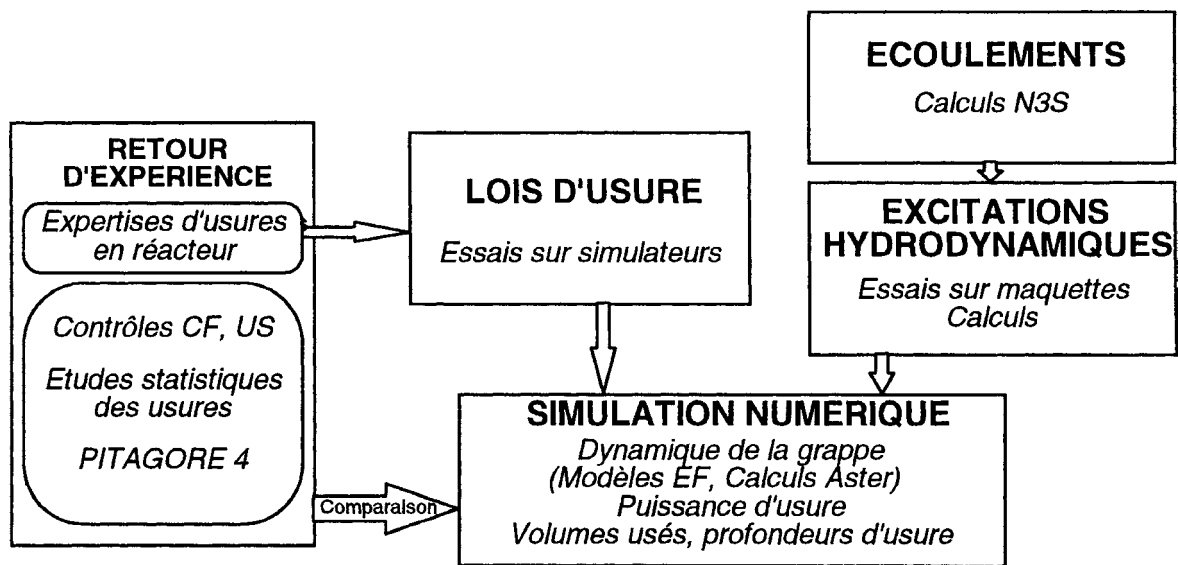 RETOUR
D'EXPERIENCE
Expertises d'usures
en réacteur
Contrôles CF, US
Etudes statistiques
des usures
PITAGORE 4
LOIS D'USURE
Essais sur simulateurs
ECOULEMENTS
Calculs N3S
EXCITATIONS
HYDRODYNAMIQUES
Essais sur maquettes
Calculs
Comparaison
SIMULATION NUMERIQUE
Dynamique de la grappe
(Modèles EF, Calculs Aster)
Puissance d'usure
Volumes usés, profondeurs d'usure